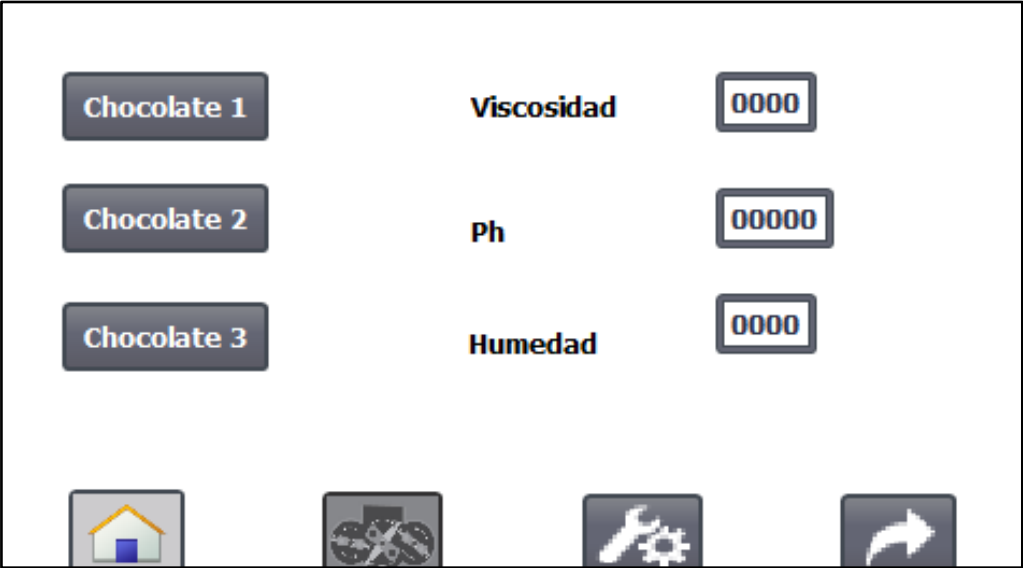 Chocolate 1 Viscosidad 0000
Chocolate 2 Ph 00000
Chocolate 3 Humedad 0000